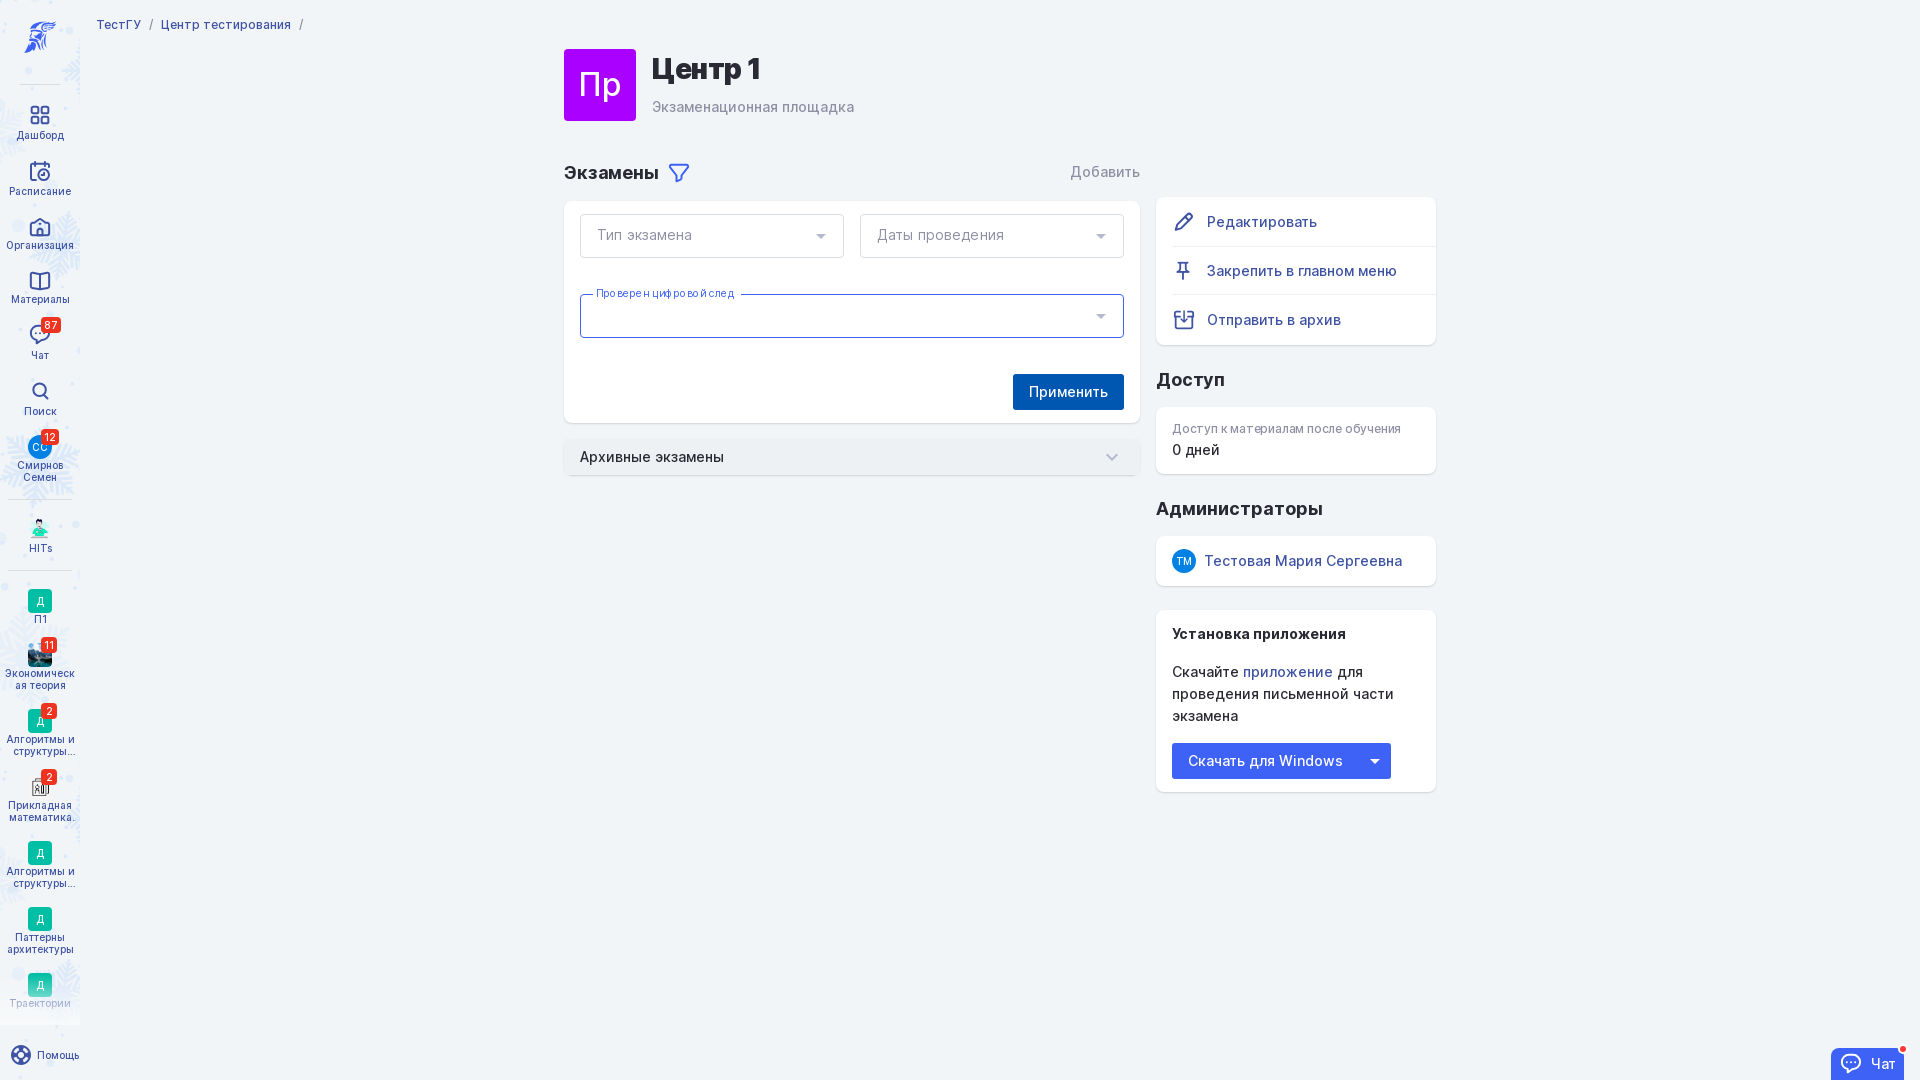 ТестГУ / Центр тестирования /
Пр
Центр 1
Экзаменационная площадка
Дашборд
Расписание
Организация
Материалы
87
Чат
Поиск
СС
12
Смирнов
Семен
HITs
Д
П1
11
Экономическ
ая теория
Д
2
Алгоритмы и
структуры...
2
Прикладная
математика.
Д
Алгоритмы и
структуры...
Д
Паттерны
архитектуры
Д
Траектории
Помощь
Экзамены
Добавить
Тип экзамена
Даты проведения
Проверен цифровой след
Применить
Архивные экзамены
Редактировать
Закрепить в главном меню
Отправить в архив
Доступ
Доступ к материалам после обучения
0 дней
Администраторы
ТМ
Тестовая Мария Сергеевна
Установка приложения
Скачайте приложение для
проведения письменной части
экзамена
Скачать для Windows
Чат